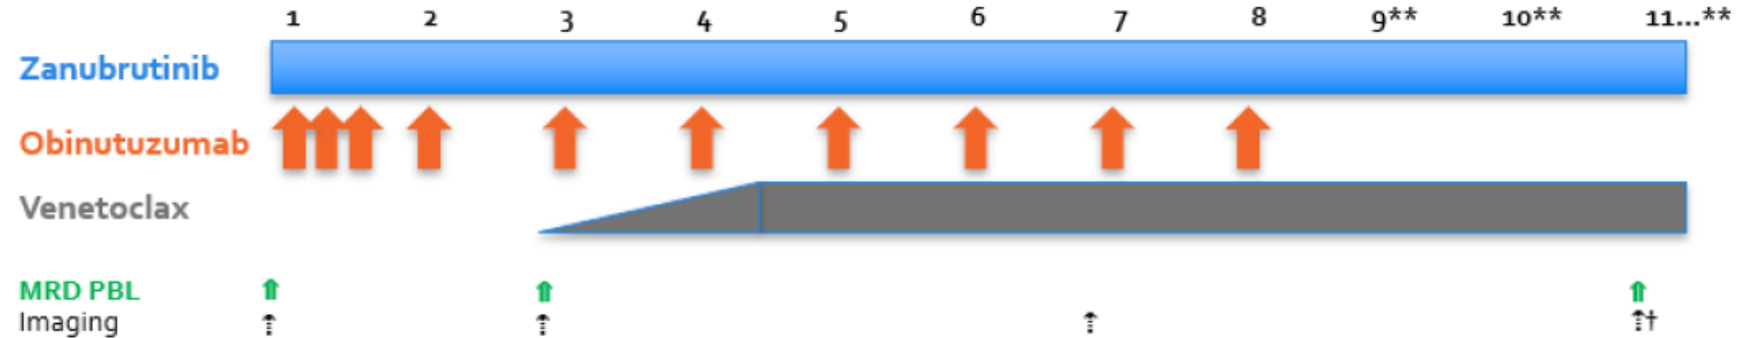 1 2 3 4 5 6 7 8 9** 10** 11...**
Zanubrutinib
Obinutuzumab
Venetoclax
MRD PBL
Imaging †